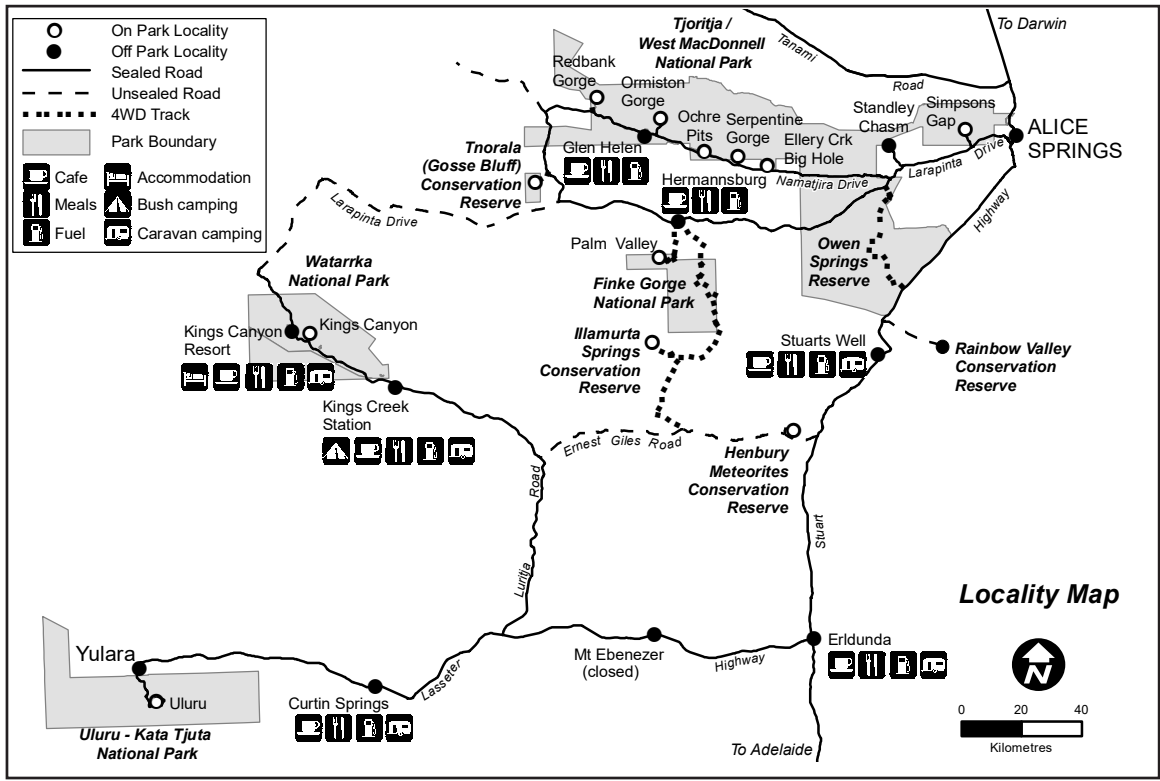 On Park Locality
Off Park Locality
Sealed Road
Unsealed Road
4WD Track
Park Boundary
Cafe
Accommodation
Meals
Bush camping
Fuel
Caravan camping
Tjoritja /
West MacDonnell
National Park
To Darwin
Tanami
Road
Redbank
Gorge
Ormiston
Gorge
Ochre
Pits
Serpentine
Gorge
Ellery Crk
Big Hole
Standley
Chasm
Simpsons
Gap
ALICE
SPRINGS
Glen Helen
Tnorala
(Gosse Bluff)
Conservation
Reserve
Hermannsburg
Namatjira Drive
Larapinta Drive
Highway
Larapinta Drive
Palm Valley
Owen
Springs
Reserve
Watarrka
National Park
Finke Gorge
National Park
Kings Canyon
Resort
Kings Canyon
Illamurta
Springs
Conservation
Reserve
Stuarts Well
Rainbow Valley
Conservation
Reserve
Kings Creek
Station
Ernest Giles Road
Henbury
Meteorites
Conservation
Reserve
Road
Luritja
Stuart
Locality Map
Yulara
Uluru
Uluru - Kata Tjuta
National Park
Curtin Springs
Lasseter
Mt Ebenezer
(closed)
Highway
Erldunda
To Adelaide
N
0 20 40
Kilometres